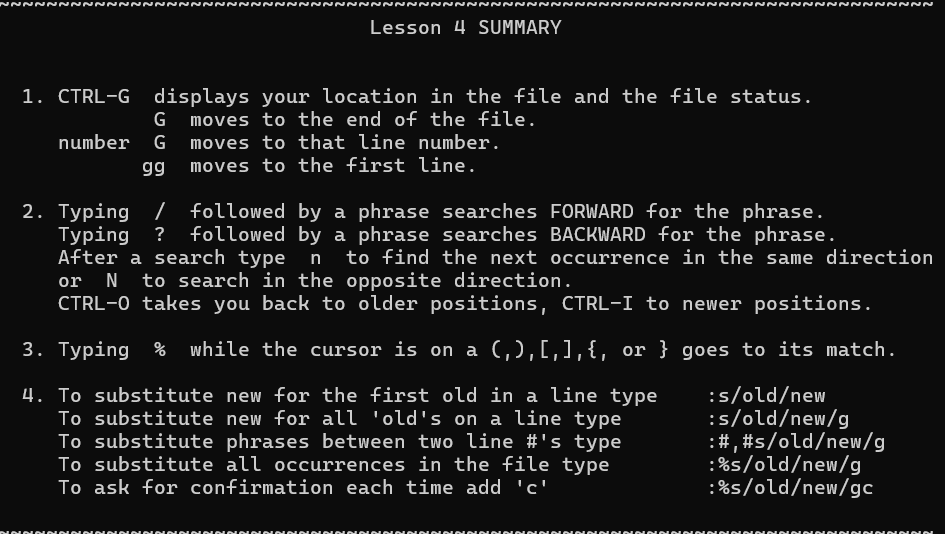 ~~~~~~~~~~~~~~~~~~~~~~~~~~~~~~~~~~~~~~~~~~~~~~~~~~~~~~~~~~~~~~~~~~~~~~~~~~~~~~
Lesson 4 SUMMARY
1. CTRL-G  displays your location in the file and the file status.
G  moves to the end of the file.
number  G  moves to that line number.
gg  moves to the first line.
2. Typing  /  followed by a phrase searches FORWARD for the phrase.
Typing  ?  followed by a phrase searches BACKWARD for the phrase.
After a search type  n  to find the next occurrence in the same direction
or  N  to search in the opposite direction.
CTRL-O takes you back to older positions, CTRL-I to newer positions.
3. Typing  %  while the cursor is on a (,),[,],{, or } goes to its match.
4. To substitute new for the first old in a line type    :s/old/new
To substitute new for all 'old's on a line type       :s/old/new/g
To substitute phrases between two line #'s type       :#,#s/old/new/g
To substitute all occurrences in the file type        :%s/old/new/g
To ask for confirmation each time add 'c'             :%s/old/new/gc
~~~~~~~~~~~~~~~~~~~~~~~~~~~~~~~~~~~~~~~~~~~~~~~~~~~~~~~~~~~~~~~~~~~~~~~~~~~~~~